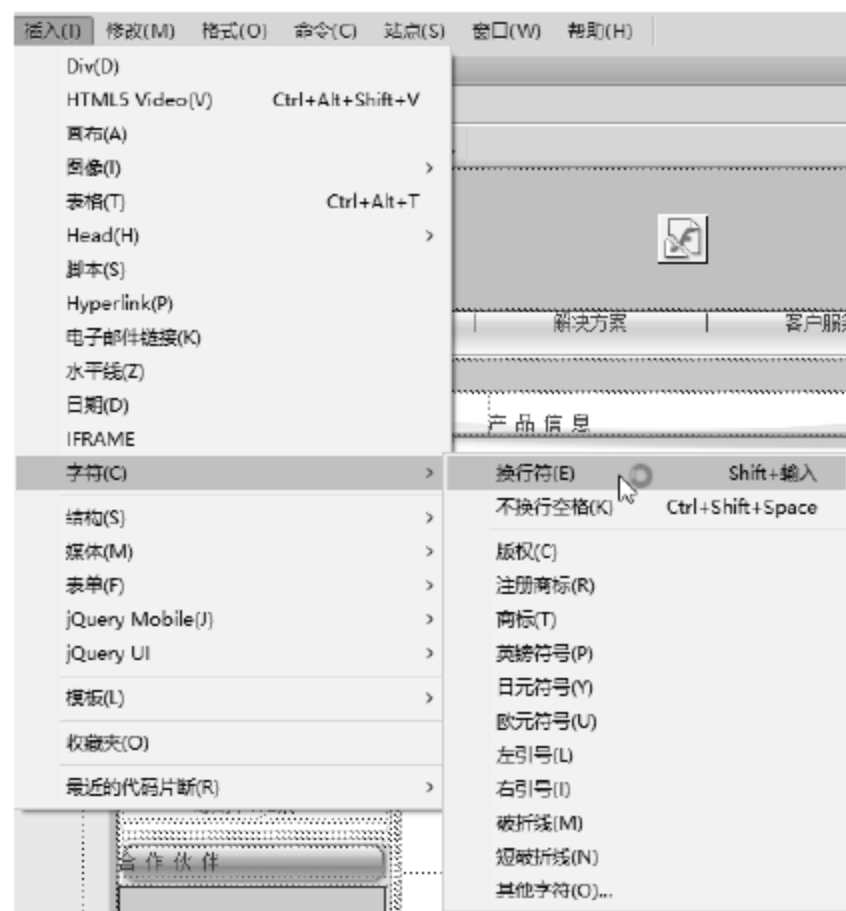 插入(I) 修改(M) 格式(O) 命令(C) 站点(S) 窗口(W) 帮助(H)
Div(D)
HTML5 Video(V) Ctrl+Alt+Shift+V
画布(A)
图像(I) >
表格(T) Ctrl+Alt+T
Head(H) >
脚本(S)
Hyperlink(P)
解决方案 客户服
电子邮件链接(K)
水平线(Z)
日期(D)
产品信息
IFRAME
字符(C) >
换行符(E) Shift+输入
不换行空格(K) Ctrl+Shift+Space
结构(S) >
媒体(M) >
表单(F) >
jQuery Mobile(J) >
jQuery UI >
模板(L) >
收藏夹(O)
最近的代码片断(R) >
版权(C)
注册商标(R)
商标(T)
英镑符号(P)
日元符号(Y)
欧元符号(U)
左引号(L)
右引号(I)
破折线(M)
短破折线(N)
其他字符(O)...
合作伙伴